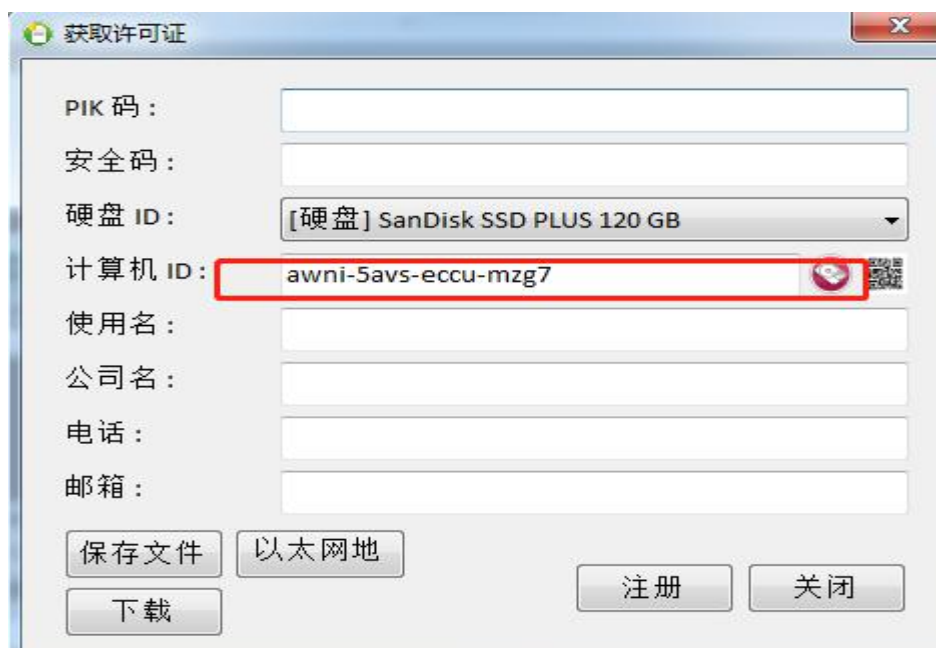 获取许可证
PIK 码：
安全码：
硬盘 ID：
[硬盘] SanDisk SSD PLUS 120 GB
计算机 ID：
awni-5avs-eccu-mzg7
使用名：
公司名：
电话：
邮箱：
保存文件
以太网地
注册
关闭
下载